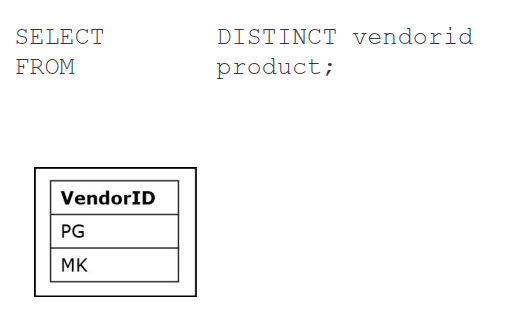 SELECT DISTINCT vendorid
FROM product;
VendorID
PG
MK